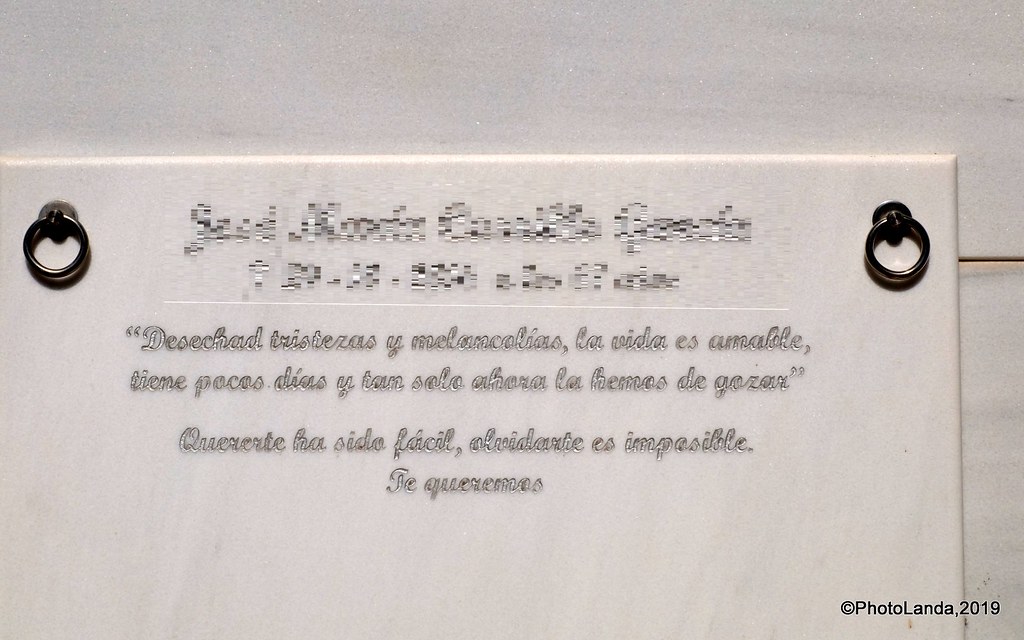 “Desechad tristezas y melancolías, la vida es amable,
tiene pocos días y tan solo ahora la hemos de gozar”
Quererte ha sido fácil, olvidarte es imposible.
Te queremos
©PhotoLanda,2019